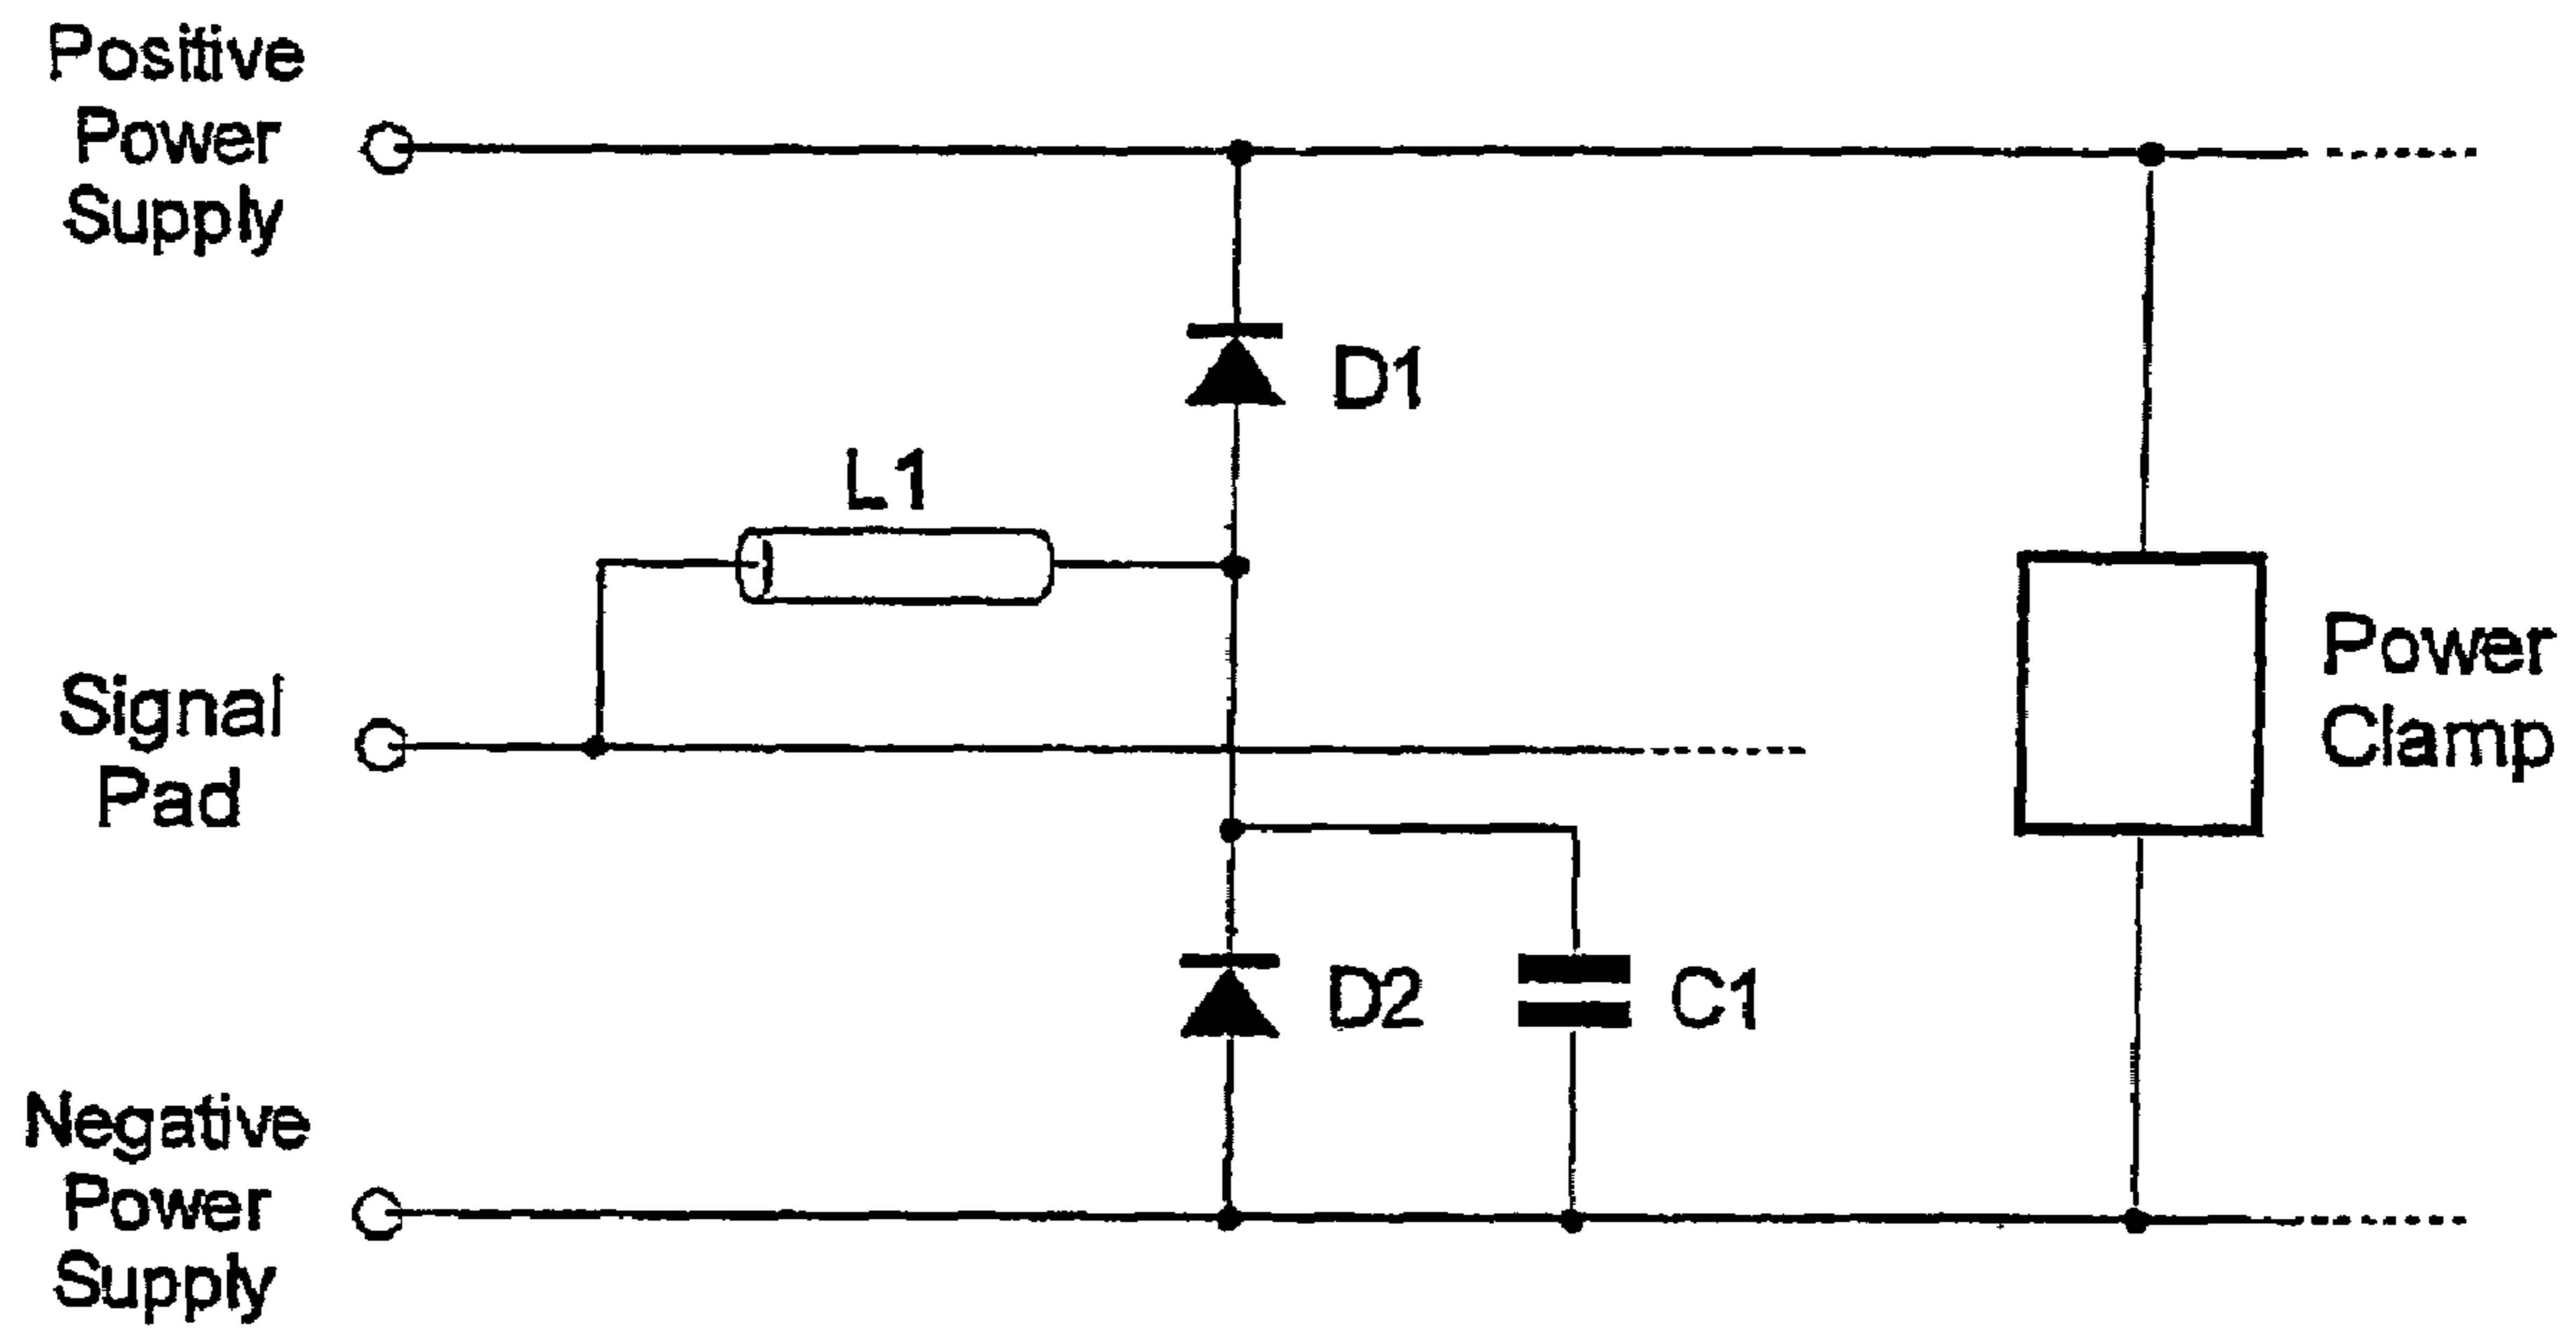 Positive
Power
Supply
D1
L1
Signal
Pad
Power
Clamp
D2
C1
Negative
Power
Supply